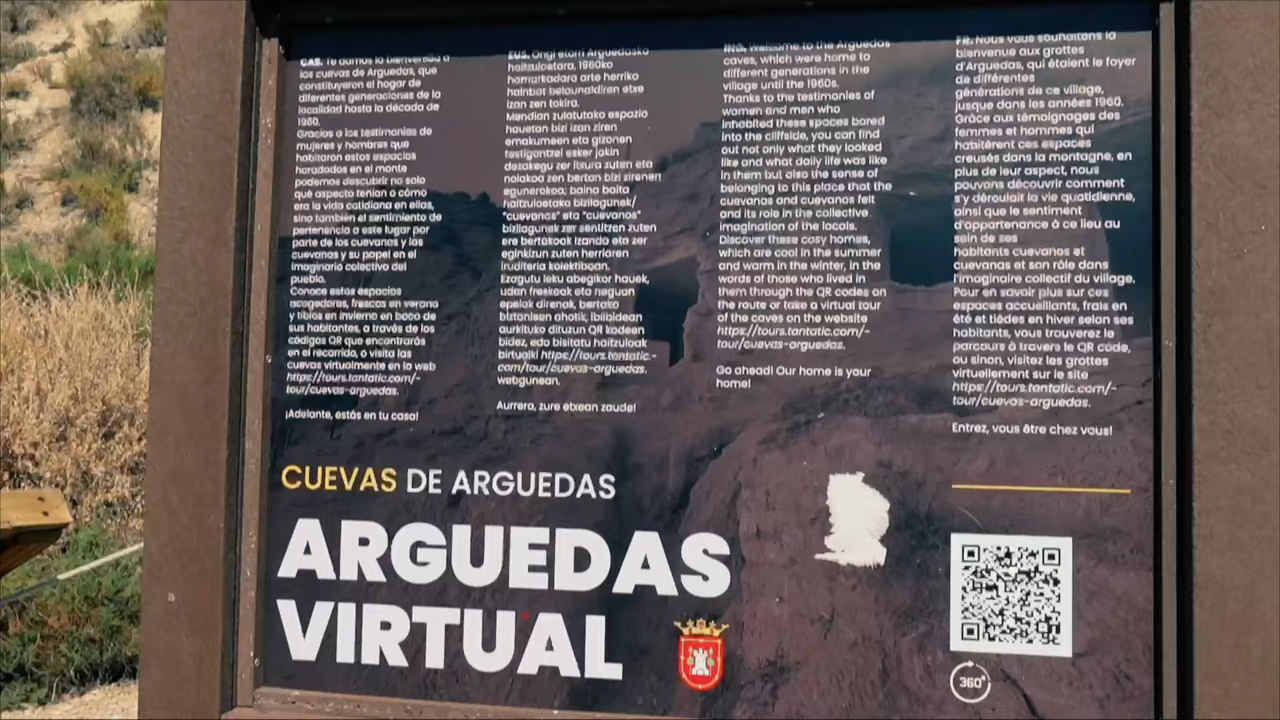 CAS. Te damos la bienvenida a
las cuevas de Arguedas, que
constituyeron el hogar de
diferentes generaciones de la
localidad hasta la década de
1960.
Gracias a los testimonios de
mujeres y hombres que
habitaron estos espacios
horadados en el monte
podemos descubrir no solo
qué aspecto tenían o cómo
era la vida cotidiana en ellas,
sino también el sentimiento de
pertenencia a este lugar por
parte de los cuevanos y las
cuevanas y su papel en el
imaginario colectivo del
pueblo.
Conoce estos espacios
acogedores, frescos en verano
y tibios en invierno en boca de
sus habitantes, a través de los
códigos QR que encontrarás
en el recorrido, o visita las
cuevas virtualmente en la web
https://tours.tantatic.com/-
tour/cuevas-arguedas.
¡Adelante, estás en tu casa!
EUS. Ongi etorri Arguedasko
haitzuloetara, 1960ko
hamarkadara arte herriko
hainbat belaunaldiren etxe
izan zen tokira.
Mendian zulatutako espazio
hauetan bizi izan ziren
emakumeen eta gizonen
testigantzei esker jakin
dezakegu zer itxura zuten eta
nolakoa zen bertan bizi zirenen
egunerokoa; baina baita
haitzuloetako bizilagunek/
"cuevanas" eta "cuevanos"
bizilagunek zer sentitzen zuten
ere bertakoak izanda eta zer
eginkizun zuten herriaren
iruditeria kolektiboan.
Ezagutu leku abegikor hauek,
udan freskoak eta neguan
epelak direnak, bertako
biztanleen ahotik, ibilbidean
aurkituko dituzun QR kodeen
bidez, edo bisitatu haitzuloak
birtualki https://tours.tantatic.-
com/tour/cuevas-arguedas.
webgunean.
Aurrera, zure etxean zaude!
ING. Welcome to the Arguedas
caves, which were home to
different generations in the
village until the 1960s.
Thanks to the testimonies of
women and men who
inhabited these spaces bored
into the cliffside, you can find
out not only what they looked
like and what daily life was like
in them but also the sense of
belonging to this place that the
cuevanas and cuevanos felt
and its role in the collective
imagination of the locals.
Discover these cosy homes,
which are cool in the summer
and warm in the winter, in the
words of those who lived in
them through the QR codes on
the route or take a virtual tour
of the caves on the website
https://tours.tantatic.com/-
tour/cuevas-arguedas.
Go ahead! Our home is your
home!
FR. Nous vous souhaitons la
bienvenue aux grottes
d'Arguedas, qui étaient le foyer
de différentes
générations de ce village,
jusque dans les années 1960.
Grâce aux témoignages des
femmes et hommes qui
habitèrent ces espaces
creusés dans la montagne, en
plus de leur aspect, nous
pouvons découvrir comment
s'y déroulait la vie quotidienne,
ainsi que le sentiment
d'appartenance à ce lieu au
sein de ses
habitants cuevanos et
cuevanas et son rôle dans
l'imaginaire collectif du village.
Pour en savoir plus sur ces
espaces accueillants, frais en
été et tièdes en hiver selon ses
habitants, vous trouverez le
parcours à travers le QR code,
ou sinon, visitez les grottes
virtuellement sur le site
https://tours.tantatic.com/-
tour/cuevas-arguedas.
Entrez, vous être chez vous!
CUEVAS DE ARGUEDAS
ARGUEDAS
VIRTUAL
360°